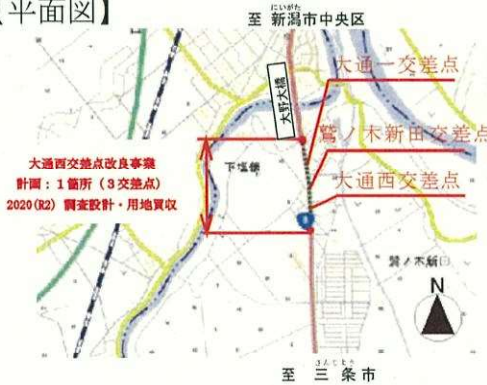 【平面図】
にいがた
至 新潟市中央区
大野大橋
大通一交差点
鷲ノ木新田交差点
大通西交差点
大通西交差点改良事業
計画：1箇所（3交差点）
2020(R2) 調査設計・用地買収
下塩俵
8
鷲ノ木新田
N
さんじょう
至 三条市